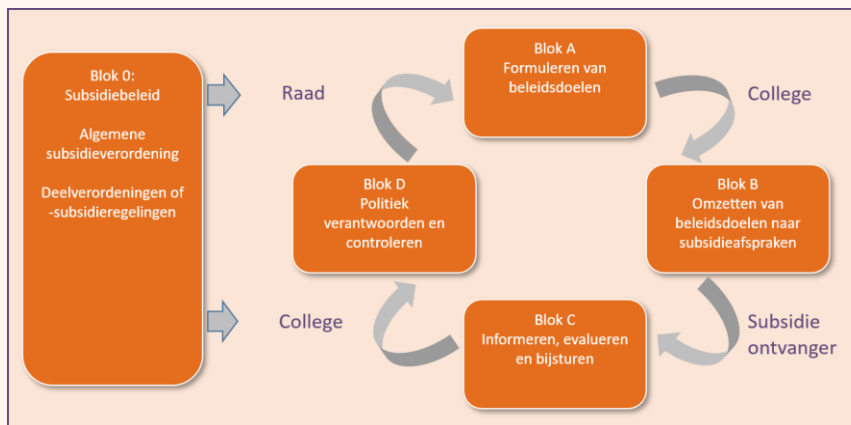 Blok 0:
Subsidiebeleid
Algemene
subsidieverordening
Deelverordeningen of
-subsidieregelingen
Raad
Blok A
Formuleren van
beleidsdoelen
College
Blok D
Politiek
verantwoorden en
controleren
Blok B
Omzetten van
beleidsdoelen naar
subsidieafspraken
College
Blok C
Informeren, evalueren
en bijsturen
Subsidie
ontvanger